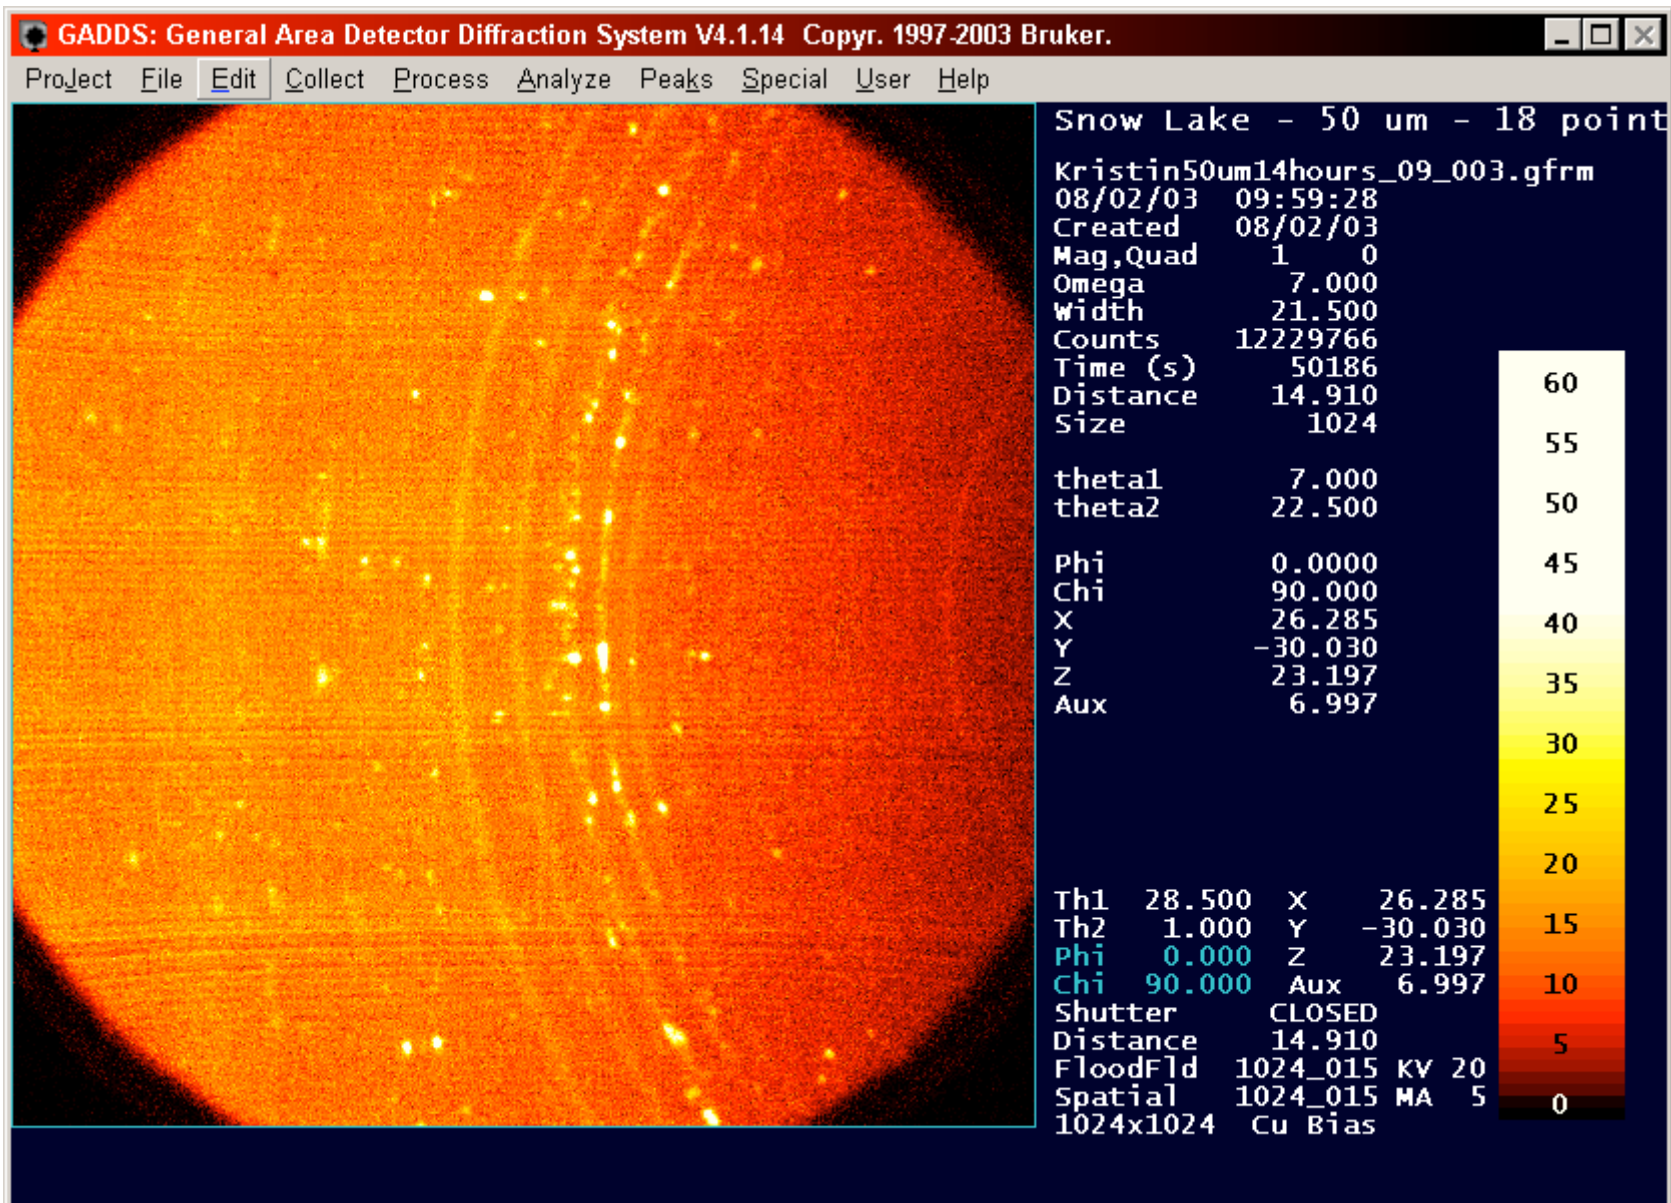 GADDS: General Area Detector Diffraction System V4.1.14 Copyr. 1997-2003 Bruker.
ProJect File Edit Collect Process Analyze Peaks Special User Help
Snow Lake - 50 um - 18 point
Kristin50um14hours_09_003.gfrm
08/02/03 09:59:28
Created 08/02/03
Mag,Quad 1 0
Omega 7.000
Width 21.500
Counts 12229766
Time (s) 50186
Distance 14.910
Size 1024
theta1 7.000
theta2 22.500
Phi 0.0000
Chi 90.000
X 26.285
Y -30.030
Z 23.197
Aux 6.997
Th1 28.500 X 26.285
Th2 1.000 Y -30.030
Phi 0.000 Z 23.197
Chi 90.000 Aux 6.997
Shutter CLOSED
Distance 14.910
FloodFld 1024_015 KV 20
Spatial 1024_015 MA 5
1024x1024 Cu Bias
60
55
50
45
40
35
30
25
20
15
10
5
0